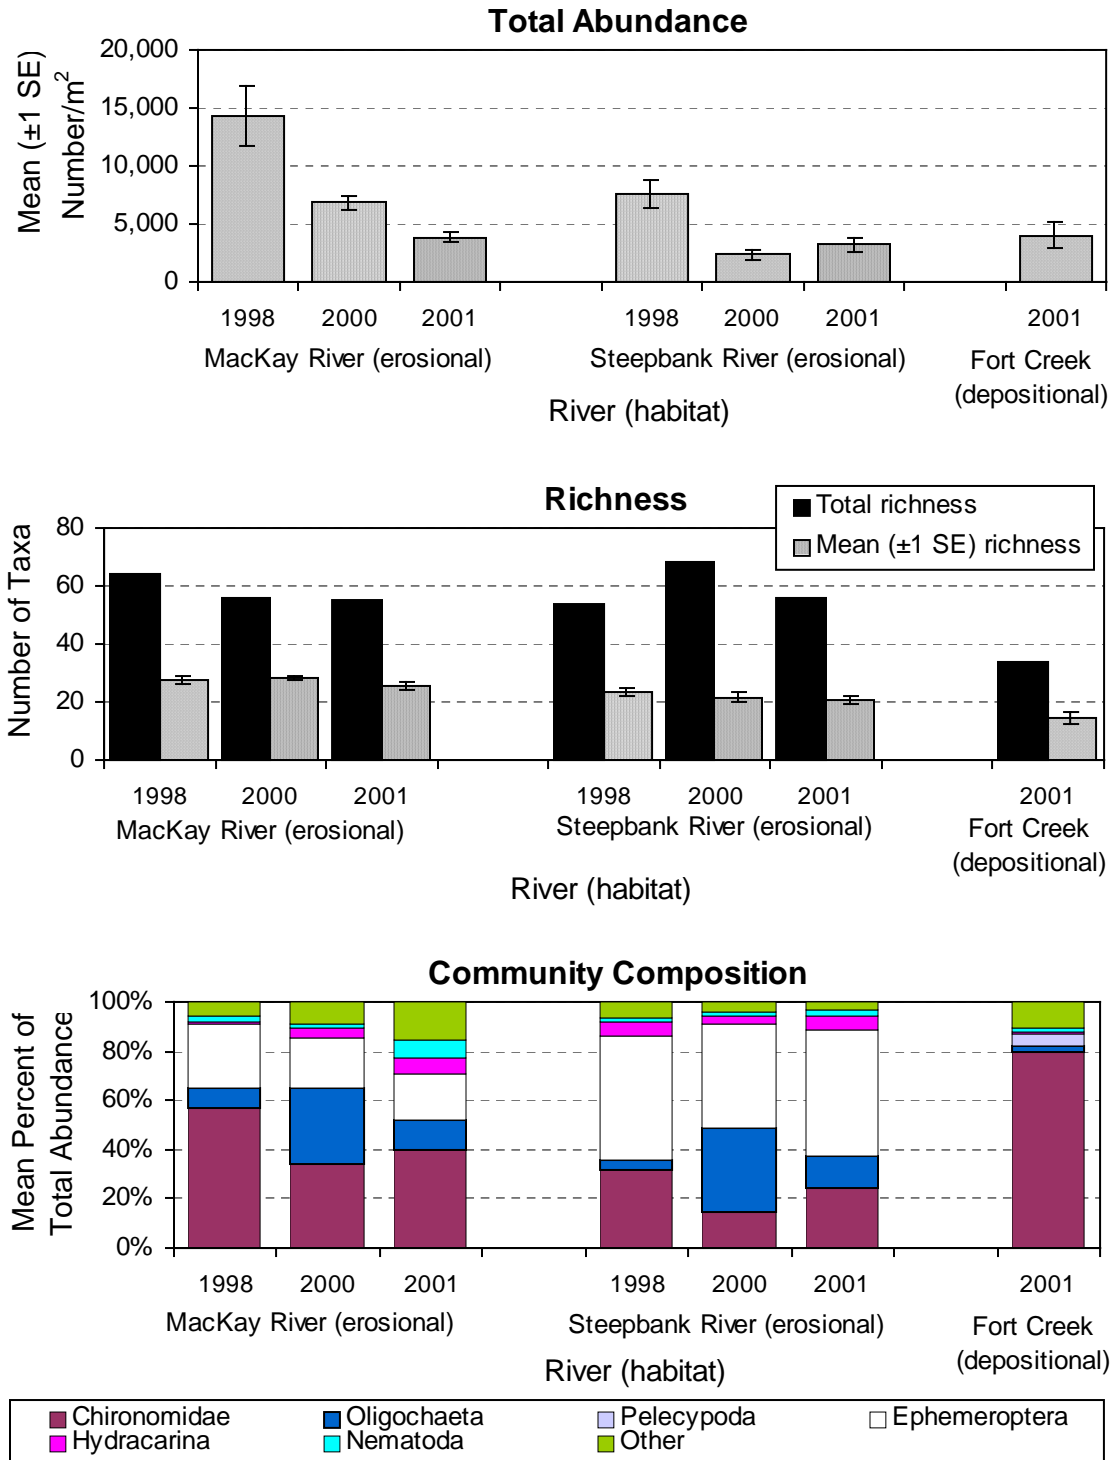 Total Abundance
Mean (±1 SE)
Number/m2
20,000
15,000
10,000
5,000
0
1998 2000 2001 1998 2000 2001 2001
MacKay River (erosional) Steepbank River (erosional) Fort Creek
(depositional)
River (habitat)
Richness
Total richness
Mean (±1 SE) richness
Number of Taxa
80
60
40
20
0
1998 2000 2001 1998 2000 2001 2001
MacKay River (erosional) Steepbank River (erosional) Fort Creek
(depositional)
River (habitat)
Community Composition
Mean Percent of
Total Abundance
100%
80%
60%
40%
20%
0%
1998 2000 2001 1998 2000 2001 2001
MacKay River (erosional) Steepbank River (erosional) Fort Creek
(depositional)
River (habitat)
Chironomidae Oligochaeta Pelecypoda Ephemeroptera
Hydracarina Nematoda Other